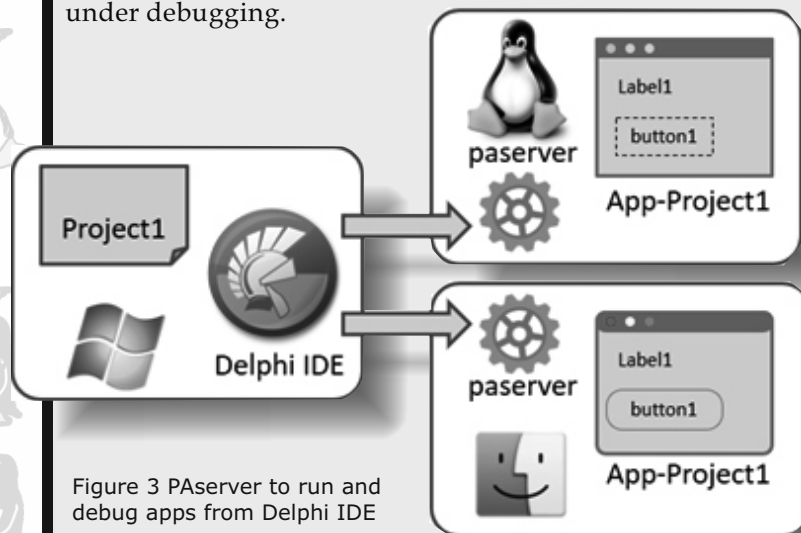 under debugging.
Project1
Delphi IDE
paserver
Label1
button1
App-Project1
paserver
Label1
button1
App-Project1
Figure 3 PAserver to run and
debug apps from Delphi IDE